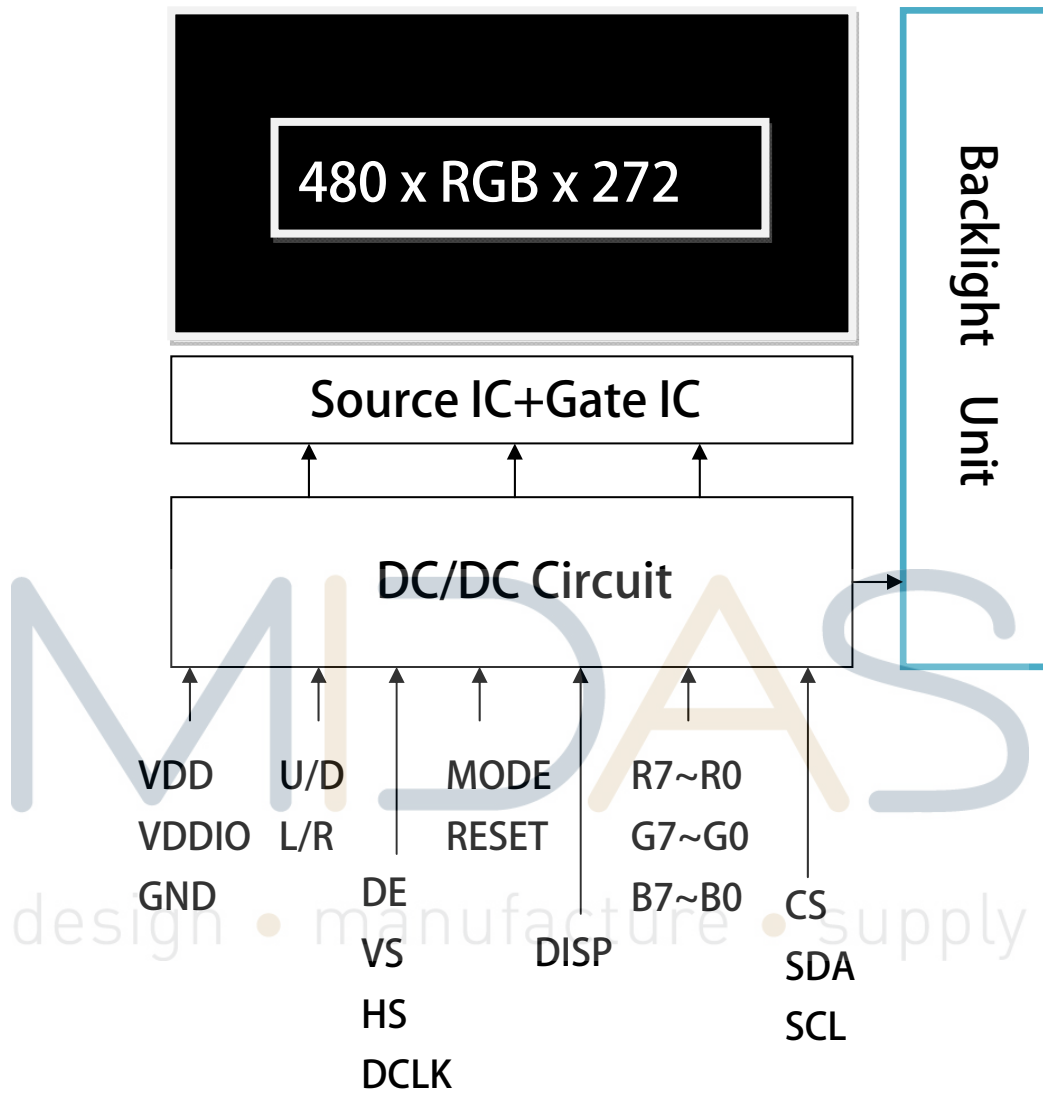 480 x RGB x 272
Backlight Unit
Source IC+Gate IC
DC/DC Circuit
MIDAS
VDD
VDDIO
GND
U/D
L/R
DE
VS
HS
DCLK
MODE
RESET
DISP
R7~R0
G7~G0
B7~B0
CS
SDA
SCL
design • manufacture • supply